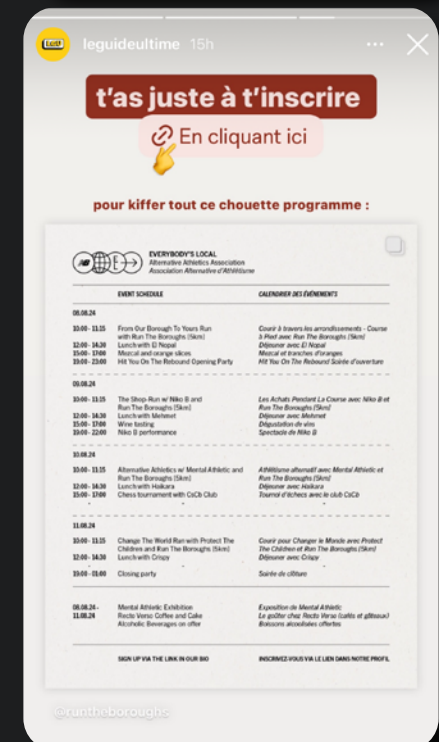 leguideultime 15h
t'as juste à t'inscrire
En cliquant ici
pour kiffer tout ce chouette programme :
EVERYBODY'S LOCAL
Alternative Athletics Association
Association Alternative d'Athlétisme
EVENT SCHEDULE CALENDRIER DES ÉVÉNEMENTS
08.08.24
10:00 - 11:15 From Our Borough To Yours Run Courir à travers les arrondissements - Course
with Run The Boroughs (5km) à Pied avec Run The Boroughs (5km)
12:00 - 14:30 Lunch with El Nopal Déjeuner avec El Nopal
15:00 - 17:00 Mezcal and orange slices Mezcal et tranches d'oranges
19:00 - 23:00 Hit You On The Rebound Opening Party Hit You On The Rebound Soirée d'ouverture
09.08.24
10:00 - 11:15 The Shop-Run w/ Niko B and Les Achats Pendant La Course avec Niko B et
Run The Boroughs (5km) Run The Boroughs (5km)
12:00 - 14:30 Lunch with Mehmet Déjeuner avec Mehmet
15:00 - 17:00 Wine tasting Dégustation de vins
19:00 - 22:00 Niko B performance Spectacle de Niko B
10.08.24
10:00 - 11:15 Alternative Athletics w/ Mental Athletic and Athlétisme alternatif avec Mental Athletic et
Run The Boroughs (5km) Run The Boroughs (5km)
12:00 - 14:30 Lunch with Haikara Déjeuner avec Haikara
15:00 - 17:00 Chess tournament with CsCb Club Tournoi d'échecs avec le club CsCb
11.08.24
10:00 - 11:15 Change The World Run with Protect The Courir pour Changer le Monde avec Protect
Children and Run The Boroughs (5km) The Children et Run The Boroughs (5km)
12:00 - 14:30 Lunch with Crispy Déjeuner avec Crispy
19:00 - 01:00 Closing party Soirée de clôture
08.08.24 - Mental Athletic Exhibition Exposition de Mental Athletic
11.08.24 Recto Verso Coffee and Cake Le goûter chez Recto Verso (cafés et gâteaux)
Alcoholic Beverages on offer Boissons alcoolisées offertes
SIGN UP VIA THE LINK IN OUR BIO INSCRIVEZ-VOUS VIA LE LIEN DANS NOTRE PROFIL
@runtheboroughs